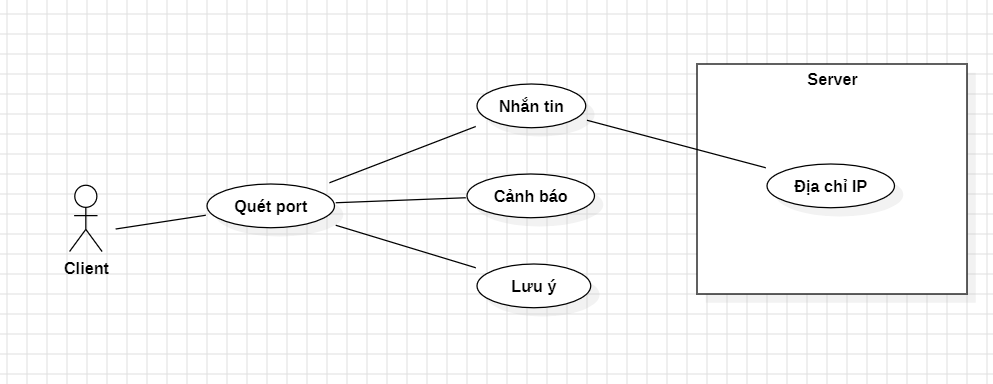 Server
Nhắn tin
Địa chỉ IP
Cảnh báo
Quét port
Client
Lưu ý